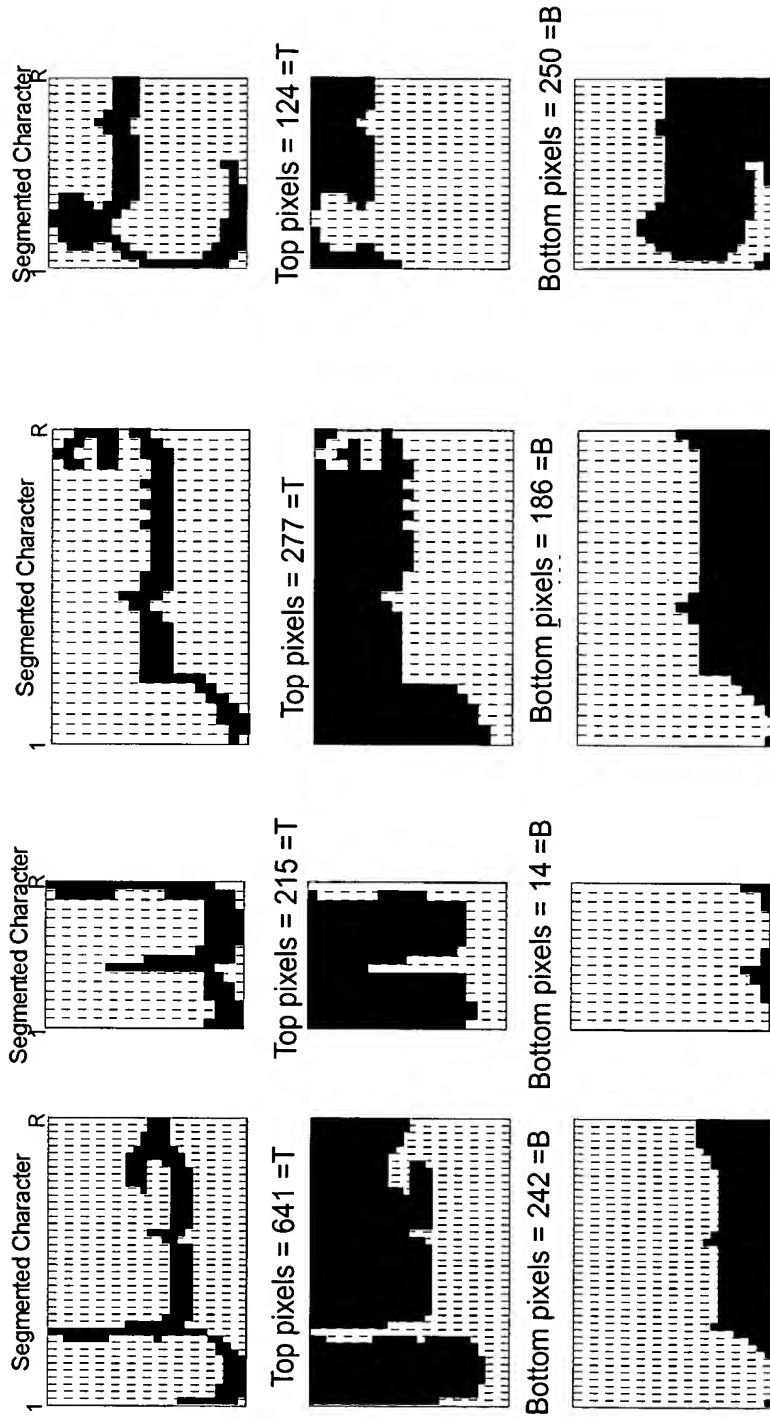 Segmented Character
1 R
Top pixels = 641 =T
Bottom pixels = 242 =B
Segmented Character
1 R
Top pixels = 215 =T
Bottom pixels = 14 =B
Segmented Character
1 R
Top pixels = 277 =T
Bottom pixels = 186 =B
Segmented Character
1 R
Top pixels = 124 =T
Bottom pixels = 250 =B